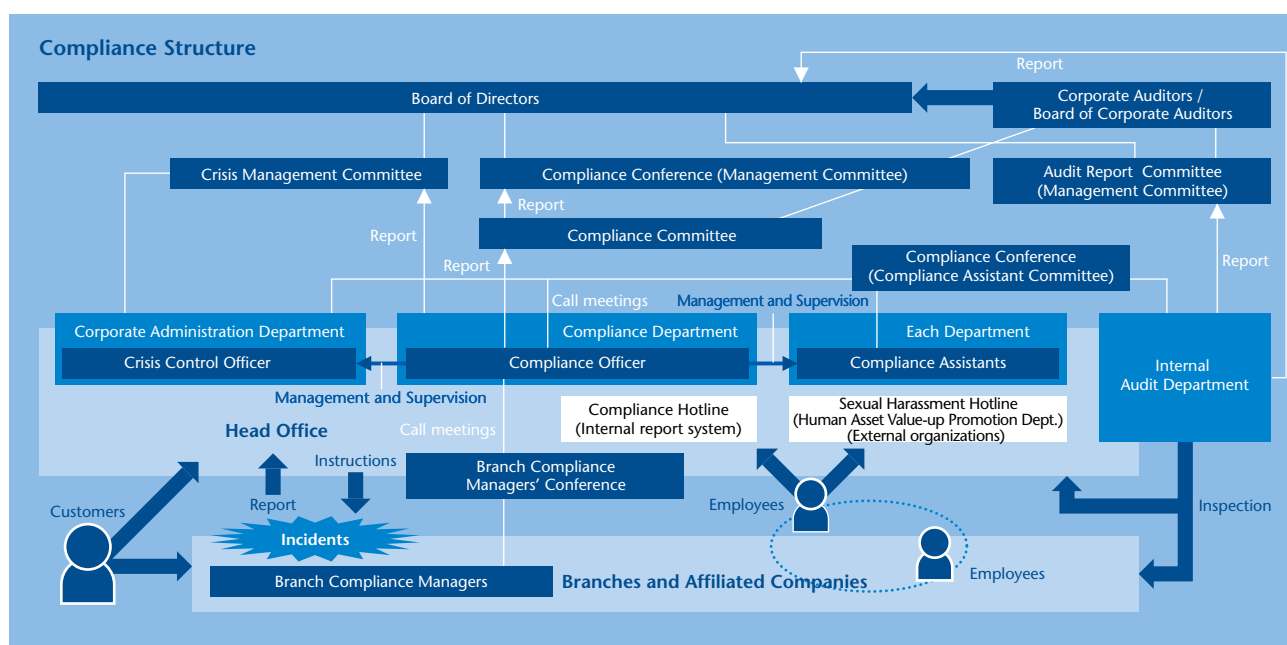 Compliance Structure
Report
Board of Directors
Corporate Auditors /
Board of Corporate Auditors
Crisis Management Committee
Compliance Conference (Management Committee)
Audit Report Committee
(Management Committee)
Report
Report
Compliance Committee
Report
Compliance Conference
(Compliance Assistant Committee)
Report
Call meetings
Management and Supervision
Corporate Administration Department
Crisis Control Officer
Compliance Department
Compliance Officer
Each Department
Compliance Assistants
Internal
Audit Department
Management and Supervision
Compliance Hotline
(Internal report system)
Sexual Harassment Hotline
(Human Asset Value-up Promotion Dept.)
(External organizations)
Head Office
Call meetings
Instructions
Branch Compliance
Managers' Conference
Report
Employees
Inspection
Customers
Incidents
Branch Compliance Managers
Branches and Affiliated Companies
Employees